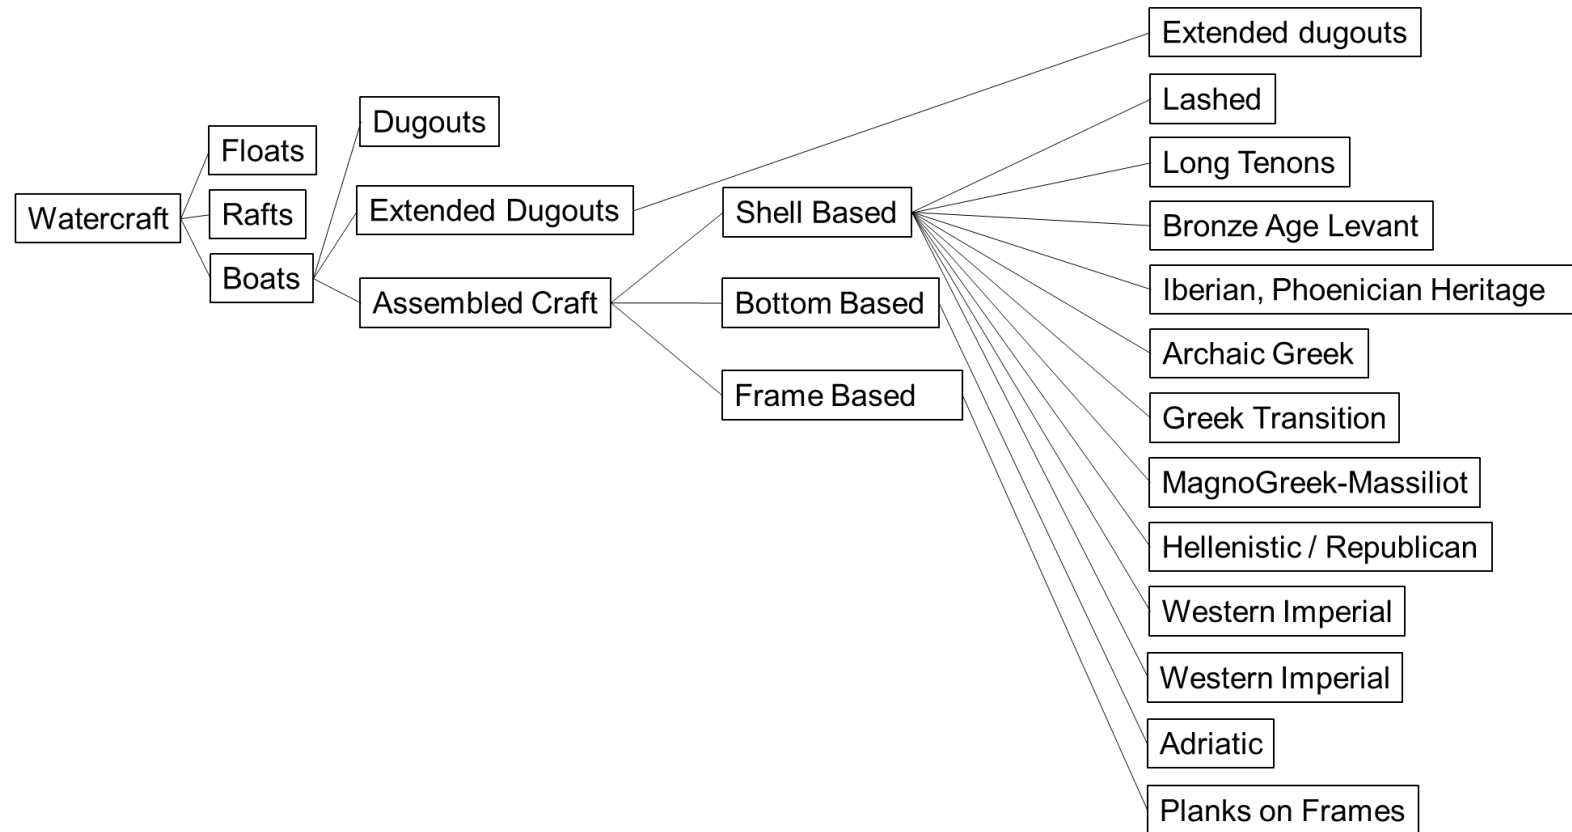 Watercraft
Floats
Rafts
Boats
Dugouts
Extended Dugouts
Assembled Craft
Shell Based
Bottom Based
Frame Based
Extended dugouts
Lashed
Long Tenons
Bronze Age Levant
Iberian, Phoenician Heritage
Archaic Greek
Greek Transition
MagnoGreek-Massiliot
Hellenistic / Republican
Western Imperial
Western Imperial
Adriatic
Planks on Frames